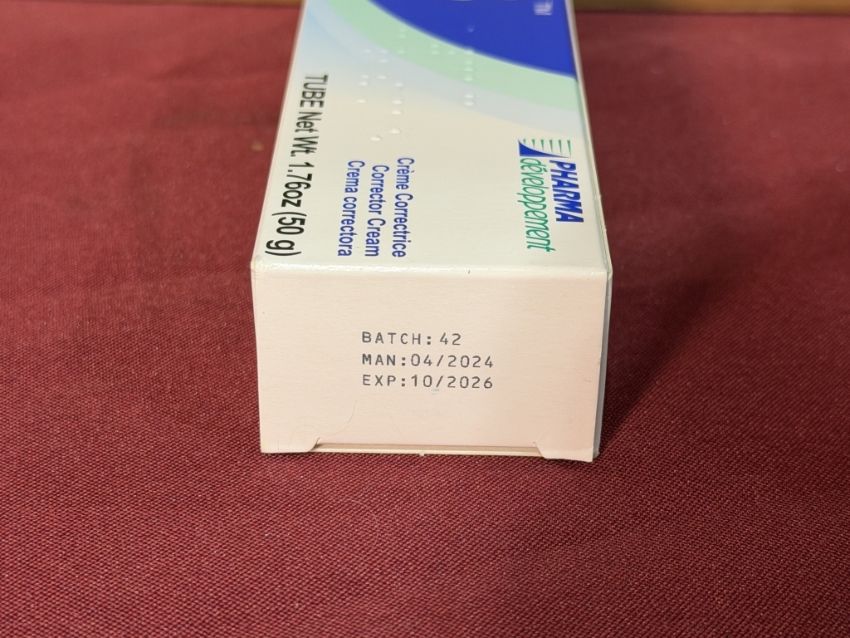 TM
PHARMA
développement
Crème Correctrice
Corrector Cream
Crema correctora
TUBE Net Wt. 1.76oz (50 g)
BATCH: 42
MAN:04/2024
EXP:10/2026